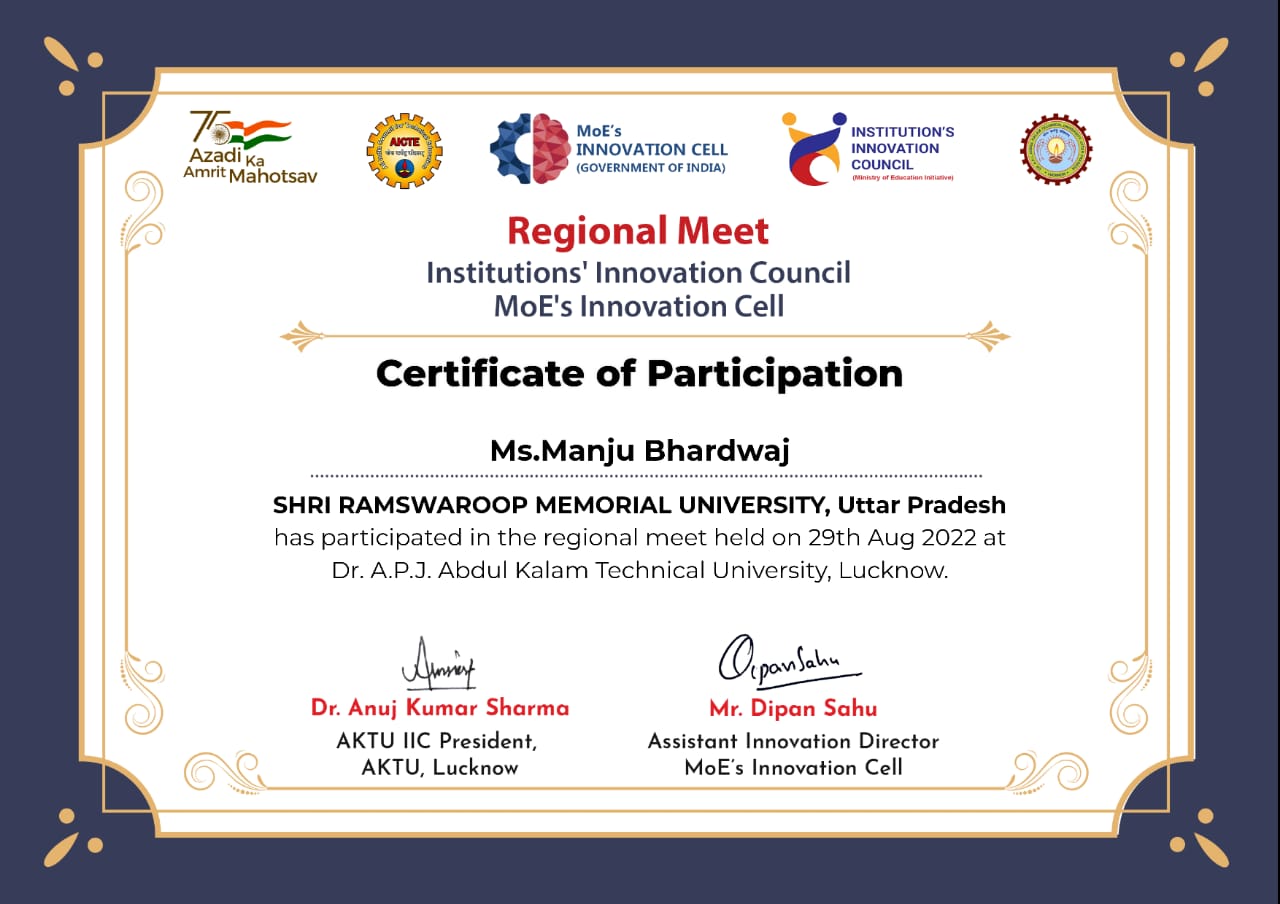 75
Azadi Ka
Amrit Mahotsav
AICTE
MoE's
INNOVATION CELL
(GOVERNMENT OF INDIA)
INSTITUTION'S
INNOVATION
COUNCIL
(Ministry of Education Initiative)
Regional Meet
Institutions' Innovation Council
MoE's Innovation Cell
Certificate of Participation
Ms.Manju Bhardwaj
SHRI RAMSWAROOP MEMORIAL UNIVERSITY, Uttar Pradesh
has participated in the regional meet held on 29th Aug 2022 at
Dr. A.P.J. Abdul Kalam Technical University, Lucknow.
Dipan Sahu
Dr. Anuj Kumar Sharma
Mr. Dipan Sahu
AKTU IIC President,
Assistant Innovation Director
AKTU, Lucknow
MoE's Innovation Cell